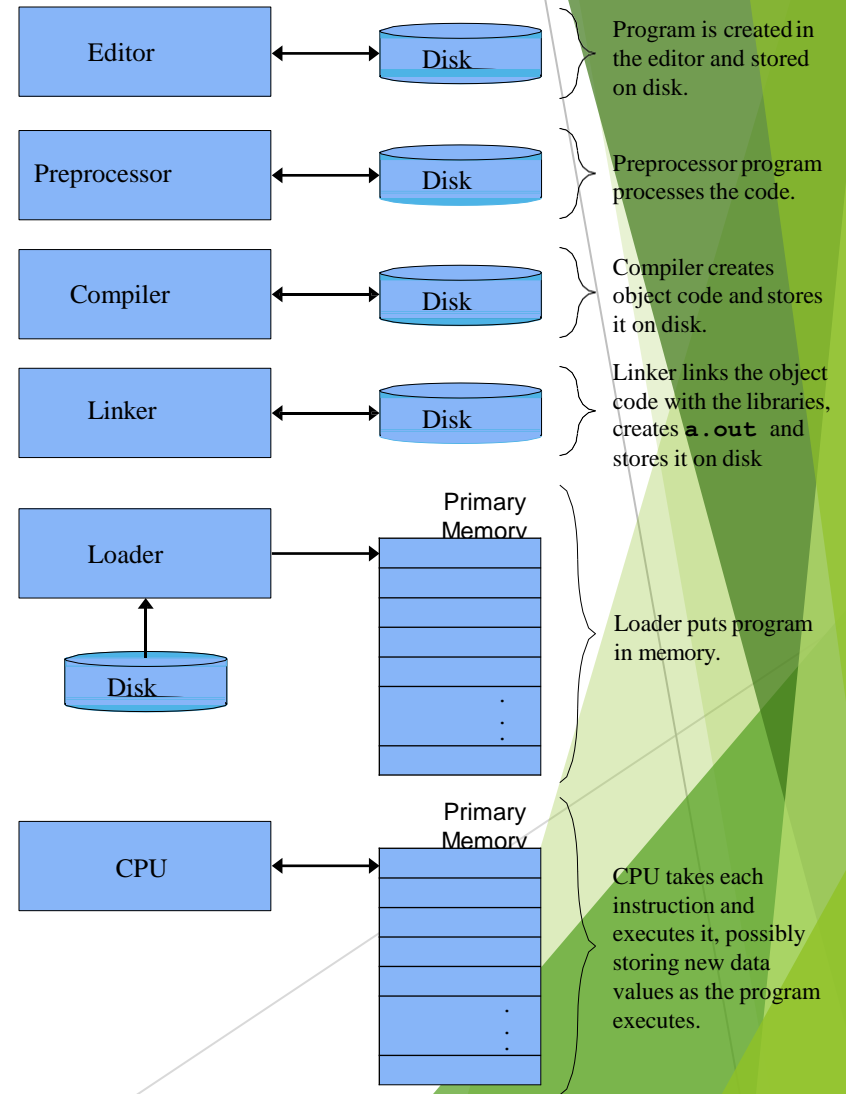 Editor
Disk
Program is created in
the editor and stored
on disk.
Preprocessor
Disk
Preprocessor program
processes the code.
Compiler
Disk
Compiler creates
object code and stores
it on disk.
Linker
Disk
Linker links the object
code with the libraries,
creates a.out and
stores it on disk
Loader
Disk
Primary
Memory
.
.
.
Loader puts program
in memory.
CPU
Primary
Memory
.
.
.
CPU takes each
instruction and
executes it, possibly
storing new data
values as the program
executes.